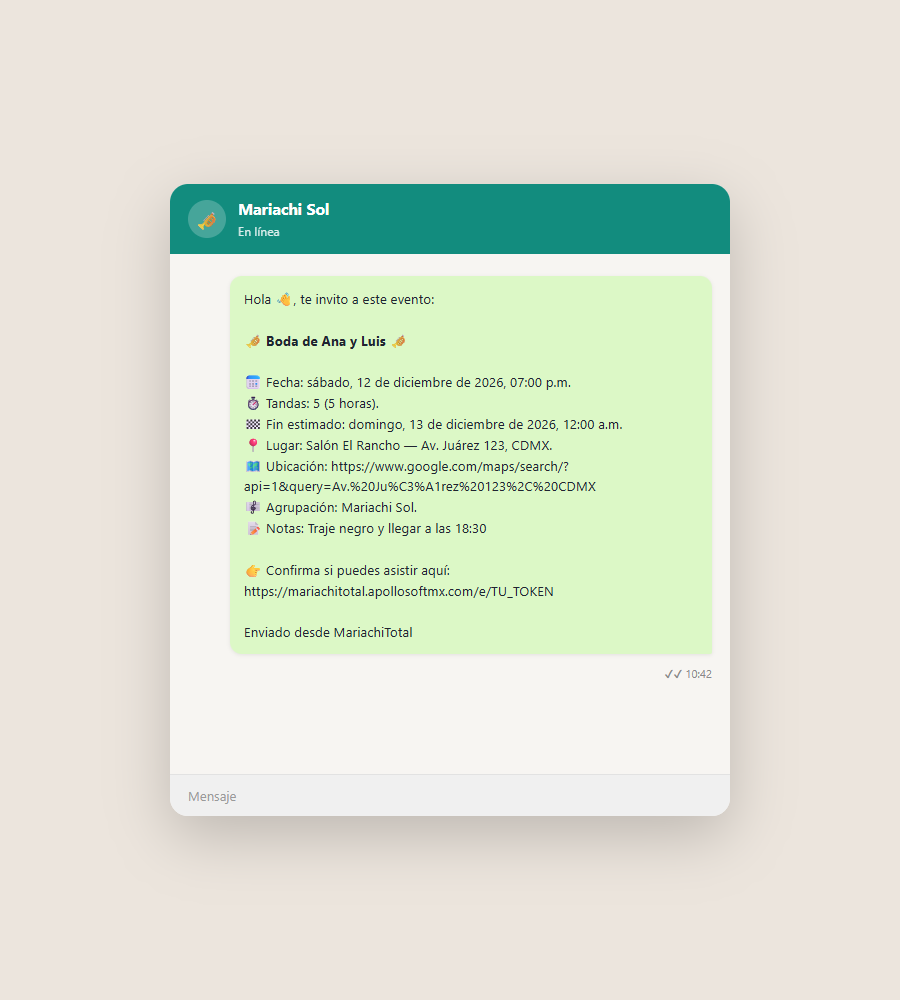 Mariachi Sol
En línea
Hola 👋, te invito a este evento:
🎺 Boda de Ana y Luis 🎺
🗓️ Fecha: sábado, 12 de diciembre de 2026, 07:00 p.m.
⏱️ Tandas: 5 (5 horas).
🏁 Fin estimado: domingo, 13 de diciembre de 2026, 12:00 a.m.
📍 Lugar: Salón El Rancho — Av. Juárez 123, CDMX.
🗺️ Ubicación: https://www.google.com/maps/search/?
api=1&query=Av.%20Ju%C3%A1rez%20123%2C%20CDMX
🎼 Agrupación: Mariachi Sol.
📝 Notas: Traje negro y llegar a las 18:30
👉 Confirma si puedes asistir aquí:
https://mariachitotal.apollosoftmx.com/e/TU_TOKEN
Enviado desde MariachiTotal
✓✓ 10:42
Mensaje